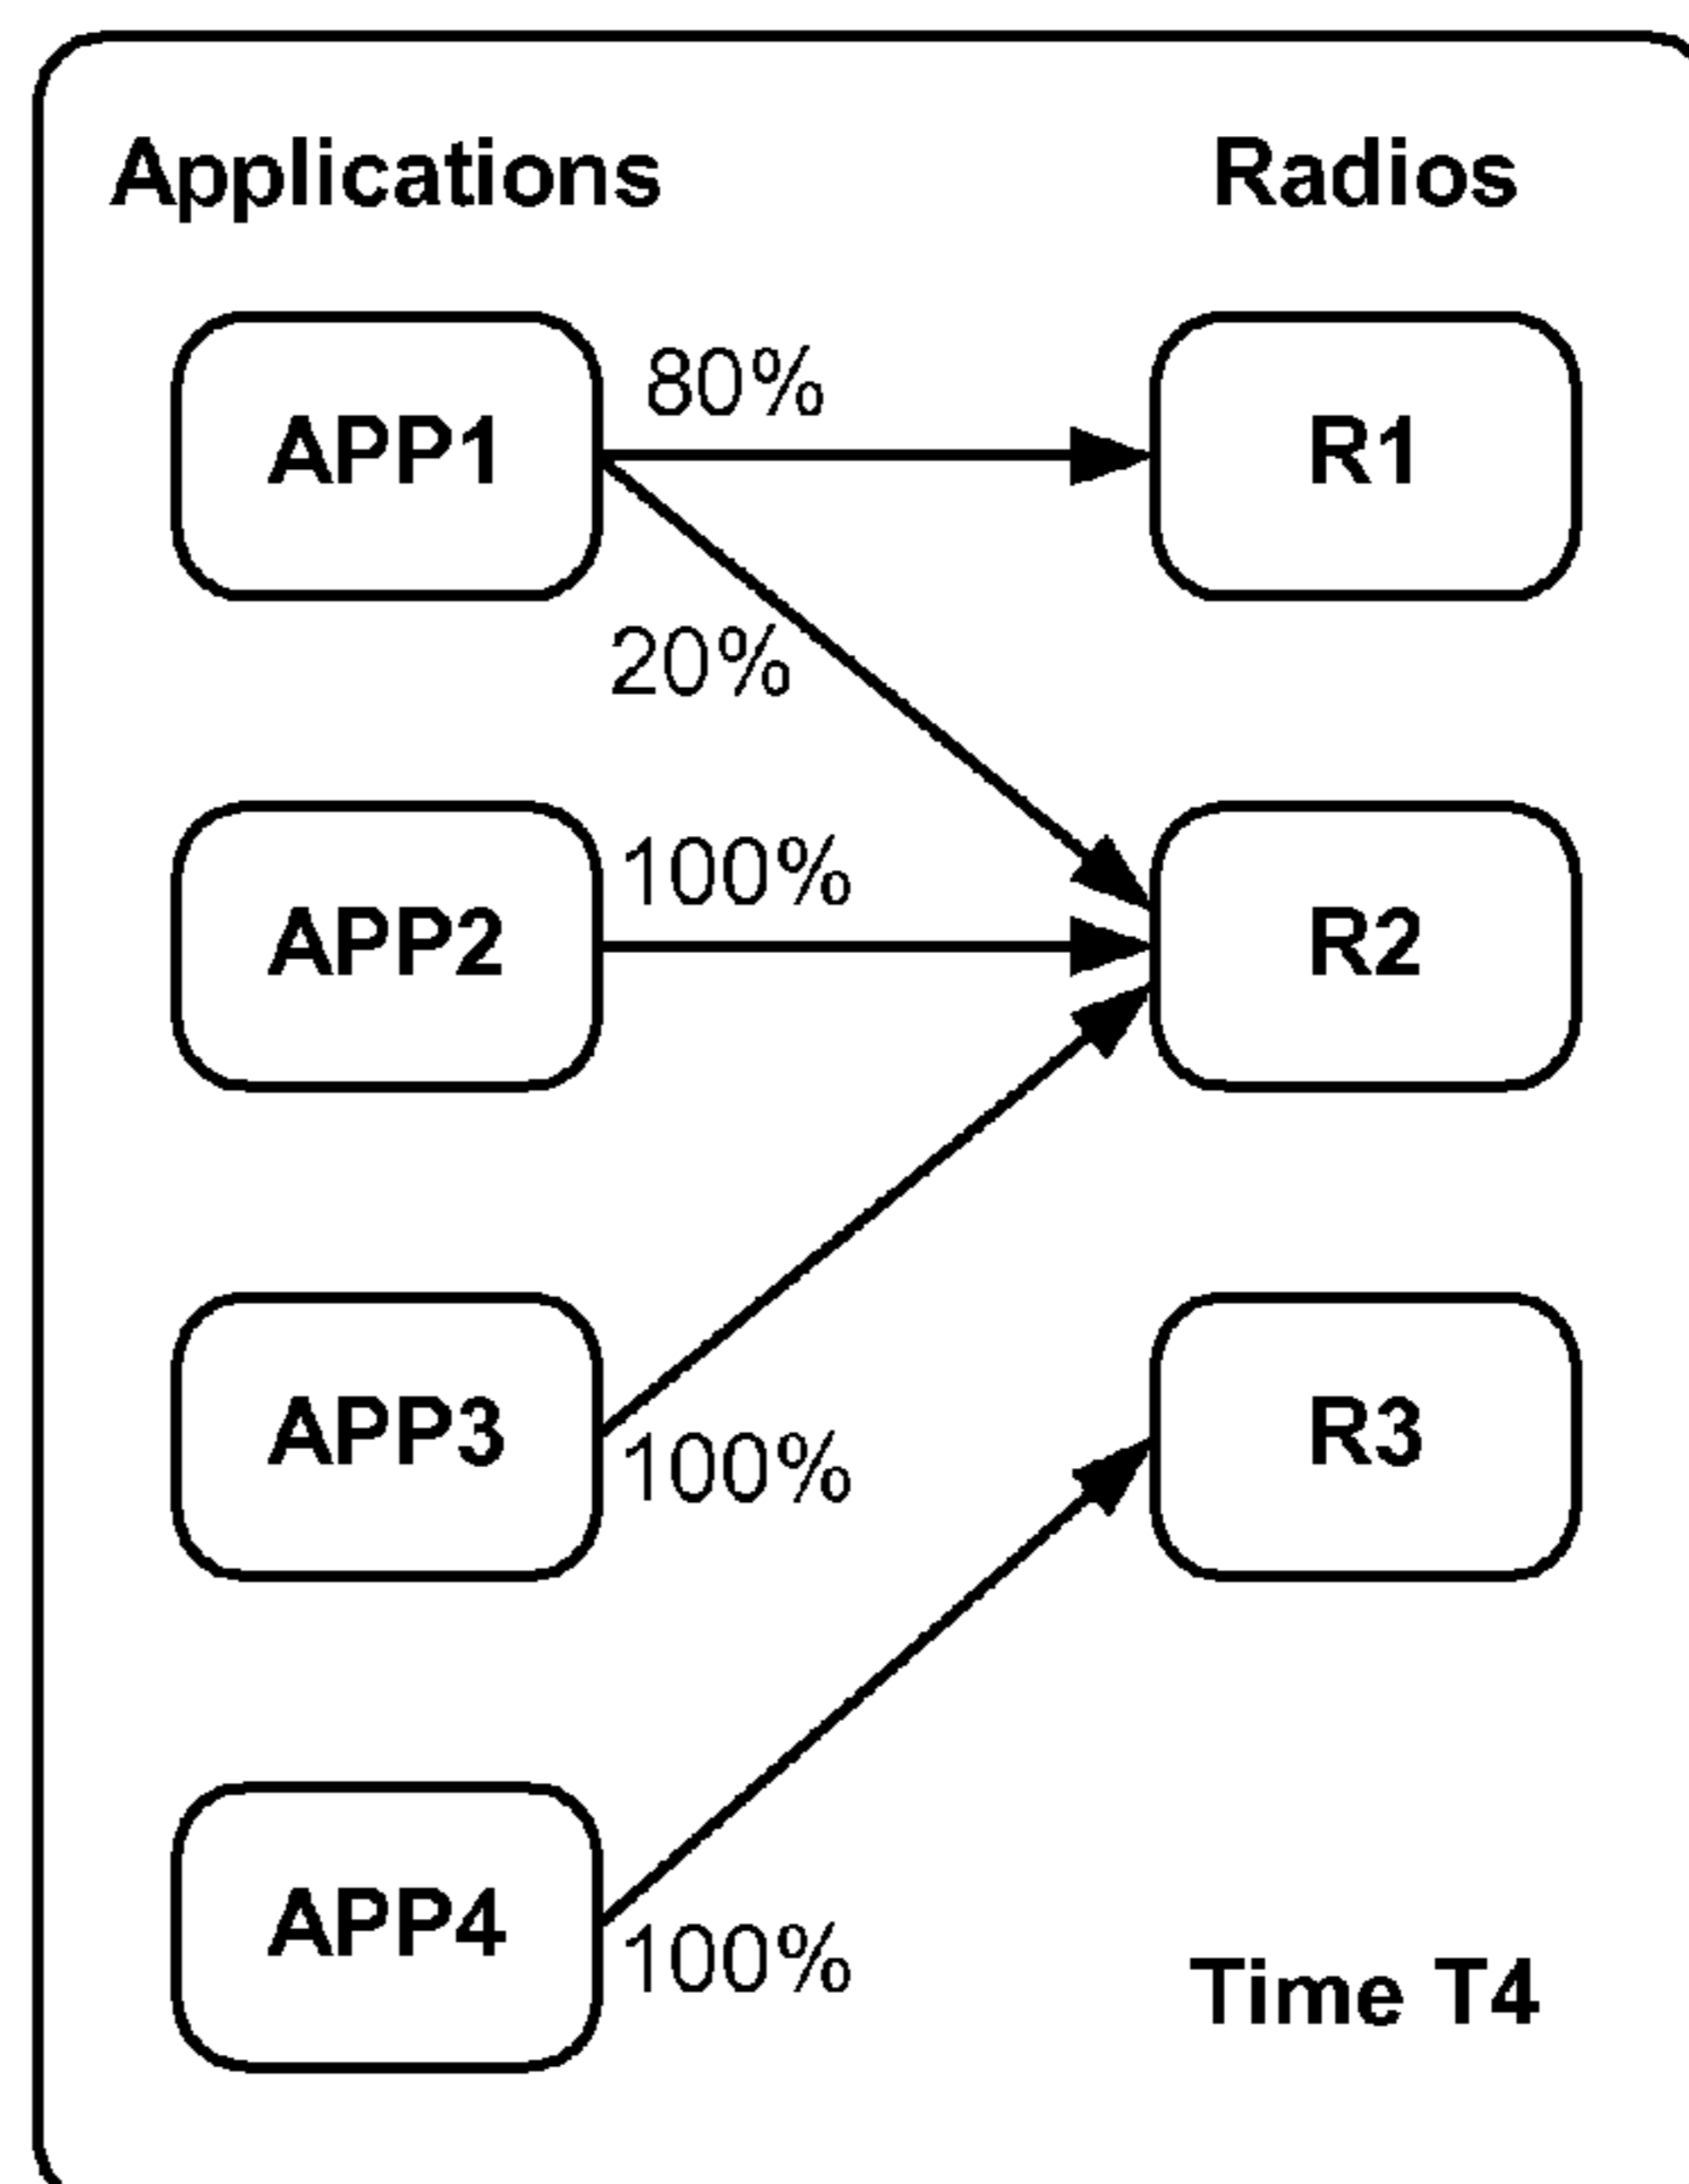 Applications Radios
80%
APP1 R1
20%
100%
APP2 R2
APP3 R3
100%
APP4
100%
Time T4